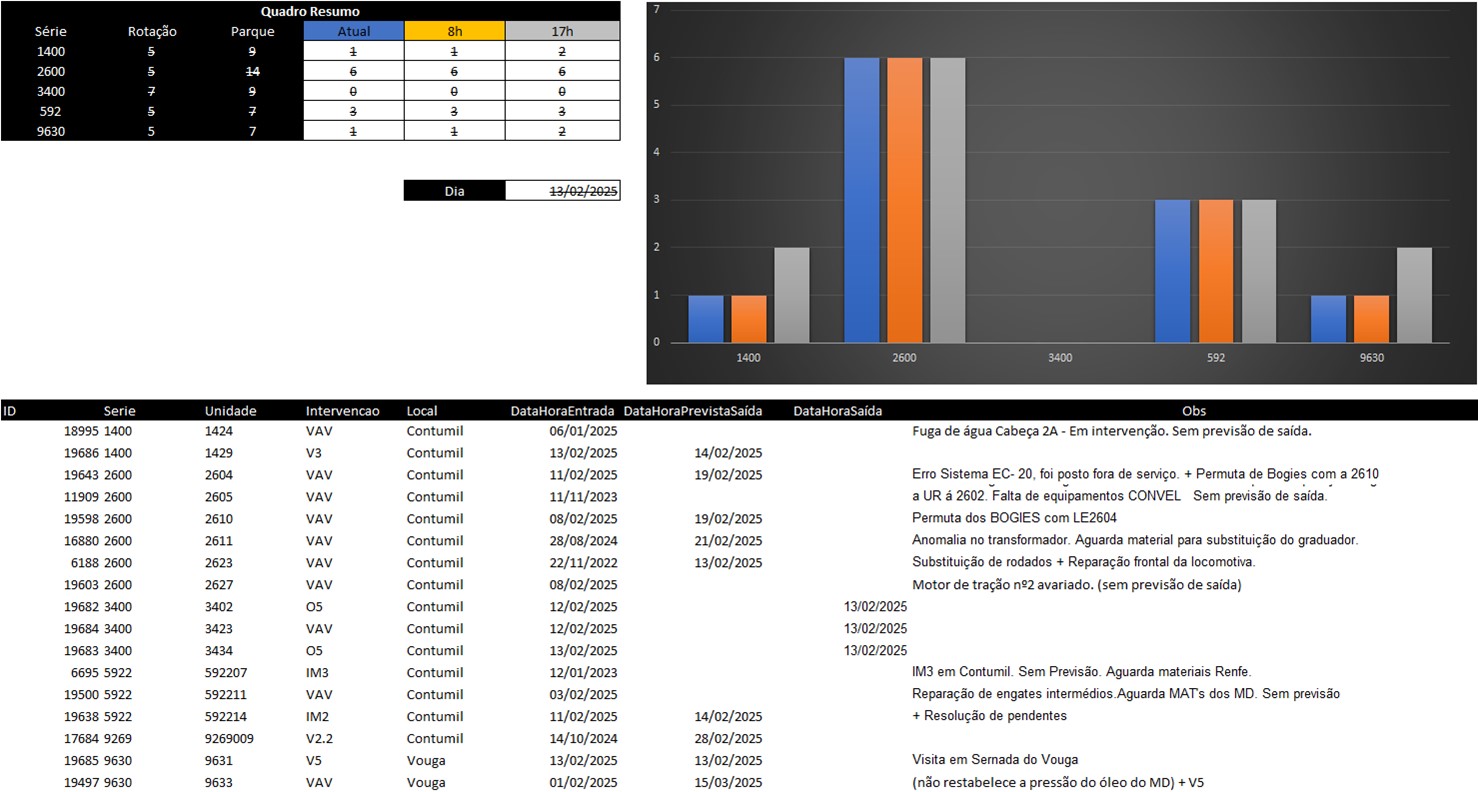 Quadro Resumo
Série Rotação Parque Atual 8h 17h
1400 5 9 1 1 2
2600 5 14 6 6 6
3400 7 9 0 0 0
592 5 7 3 3 3
9630 5 7 1 1 2
Dia 13/02/2025
7
6
5
4
3
2
1
0
1400 2600 3400 592 9630
ID Serie Unidade Intervencao Local DataHoraEntrada DataHoraPrevistaSaída DataHoraSaída Obs
18995 1400 1424 VAV Contumil 06/01/2025 Fuga de água Cabeça 2A - Em intervenção. Sem previsão de saída.
19686 1400 1429 V3 Contumil 13/02/2025 14/02/2025
19643 2600 2604 VAV Contumil 11/02/2025 19/02/2025 Erro Sistema EC- 20, foi posto fora de serviço. + Permuta de Bogies com a 2610
11909 2600 2605 VAV Contumil 11/11/2023 a UR á 2602. Falta de equipamentos CONVEL Sem previsão de saída.
19598 2600 2610 VAV Contumil 08/02/2025 19/02/2025 Permuta dos BOGIES com LE2604
16880 2600 2611 VAV Contumil 28/08/2024 21/02/2025 Anomalia no transformador. Aguarda material para substituição do graduador.
6188 2600 2623 VAV Contumil 22/11/2022 13/02/2025 Substituição de rodados + Reparação frontal da locomotiva.
19603 2600 2627 VAV Contumil 08/02/2025 Motor de tração nº2 avariado. (sem previsão de saída)
19682 3400 3402 O5 Contumil 12/02/2025 13/02/2025
19684 3400 3423 VAV Contumil 12/02/2025 13/02/2025
19683 3400 3434 O5 Contumil 13/02/2025 13/02/2025
6695 5922 592207 IM3 Contumil 12/01/2023 IM3 em Contumil. Sem Previsão. Aguarda materiais Renfe.
19500 5922 592211 VAV Contumil 03/02/2025 Reparação de engates intermédios.Aguarda MAT's dos MD. Sem previsão
19638 5922 592214 IM2 Contumil 11/02/2025 14/02/2025 + Resolução de pendentes
17684 9269 9269009 V2.2 Contumil 14/10/2024 28/02/2025
19685 9630 9631 V5 Vouga 13/02/2025 13/02/2025 Visita em Sernada do Vouga
19497 9630 9633 VAV Vouga 01/02/2025 15/03/2025 (não restabelece a pressão do óleo do MD) + V5